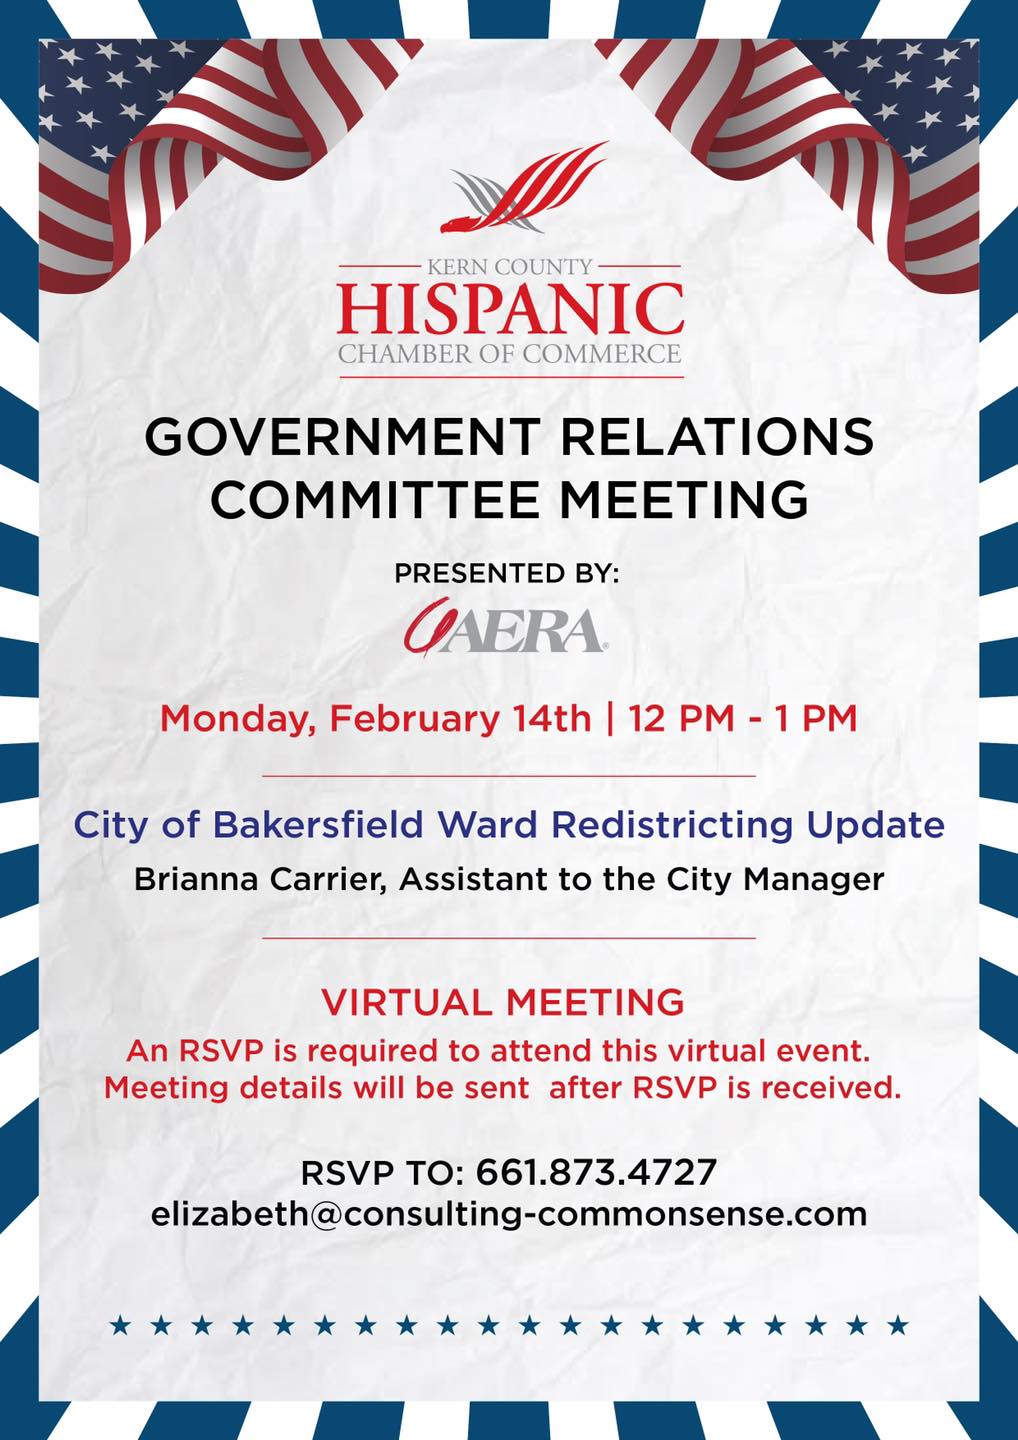 KERN COUNTY
HISPANIC
CHAMBER OF COMMERCE
GOVERNMENT RELATIONS
COMMITTEE MEETING
PRESENTED BY:
AERA®
Monday, February 14th | 12 PM - 1 PM
City of Bakersfield Ward Redistricting Update
Brianna Carrier, Assistant to the City Manager
VIRTUAL MEETING
An RSVP is required to attend this virtual event.
Meeting details will be sent after RSVP is received.
RSVP TO: 661.873.4727
elizabeth@consulting-commonsense.com